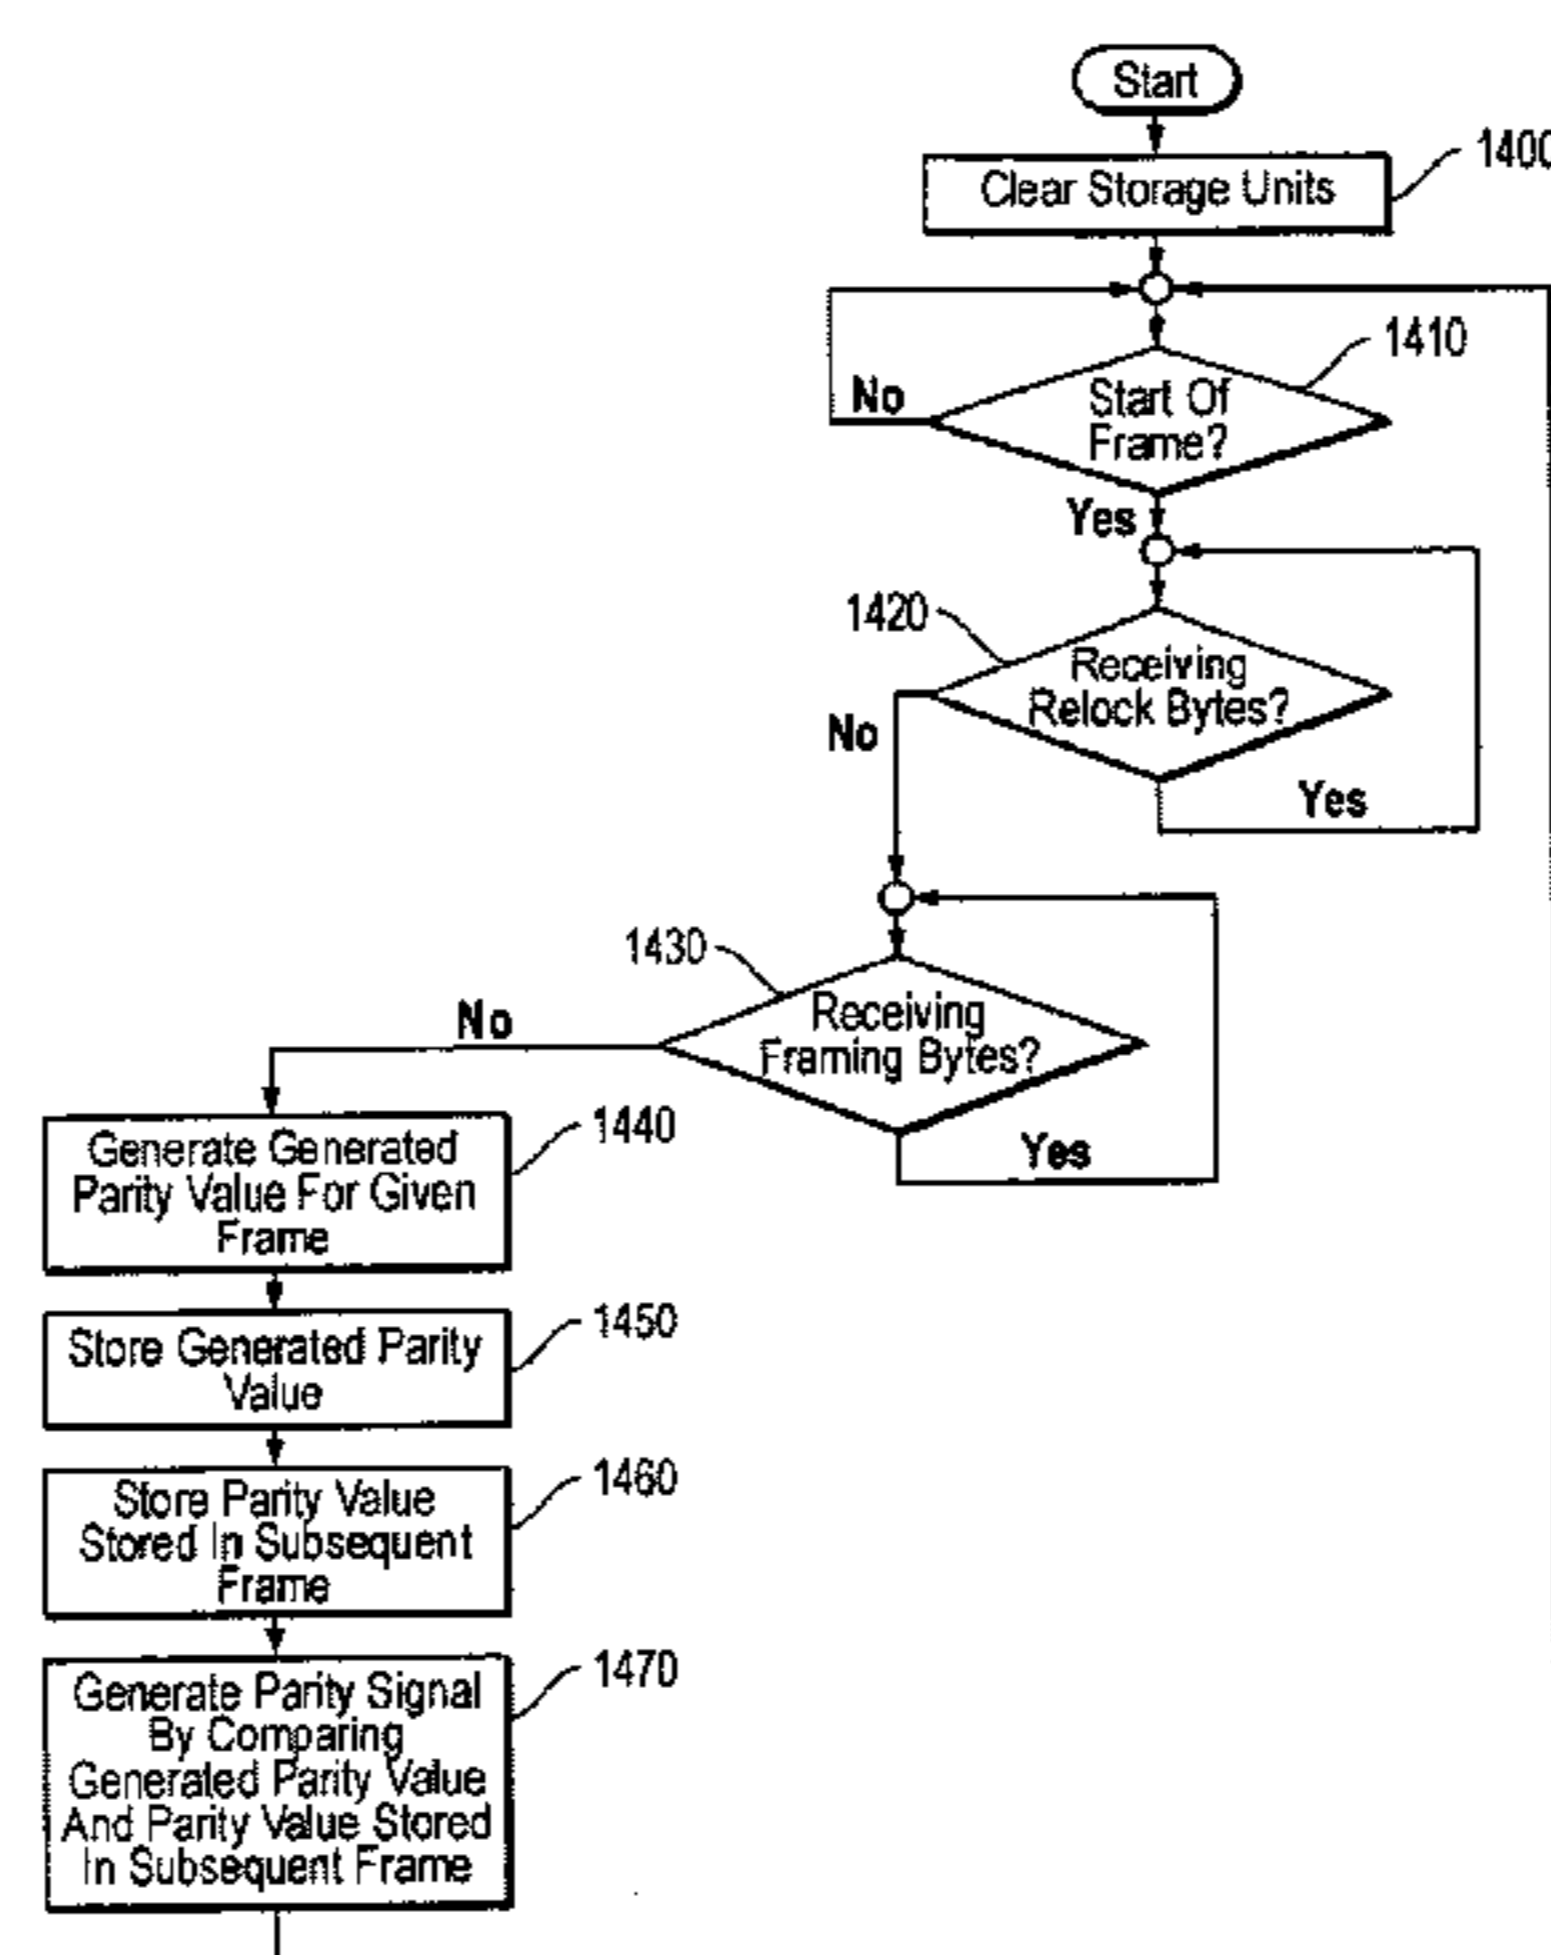 Start
Clear Storage Units
1400
1410
Start Of
Frame?
No
Yes
1420
Receiving
Relock Bytes?
No
Yes
1430
Receiving
Framing Bytes?
No
Yes
Generate Generated
Parity Value For Given
Frame
1440
Store Generated Parity
Value
1450
Store Parity Value
Stored In Subsequent
Frame
1460
Generate Parity Signal
By Comparing
Generated Parity Value
And Parity Value Stored
In Subsequent Frame
1470